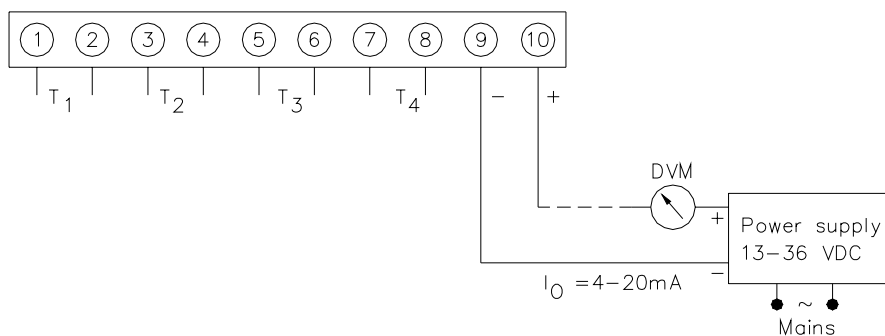 1 2 3 4 5 6 7 8 9 10
T1 T2 T3 T4 - +
DVM
+
Power supply
13-36 VDC
-
IO =4-20mA
~
Mains